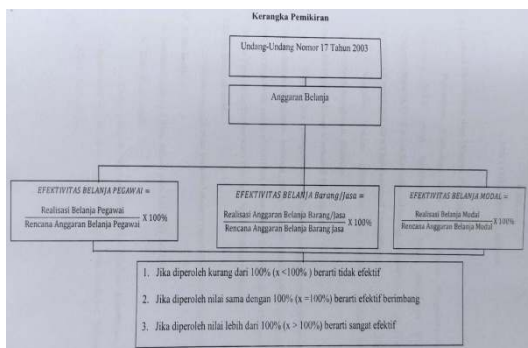 Kerangka Pemikiran
Undang-Undang Nomor 17 Tahun 2003
Anggaran Belanja
EFEKTIVITAS BELANJA PEGAWAI =
Realisasi Belanja Pegawai
Rencana Anggaran Belanja Pegawai
X 100%
EFEKTIVITAS BELANJA Barang/Jasa =
Realisasi Anggaran Belanja Barang/Jasa
Rencana Anggaran Belanja Barang Jasa
X 100%
EFEKTIVITAS BELANJA MODAL =
Realisasi Belanja Modal
Rencana Anggaran Belanja Modal
X 100%
1. Jika diperoleh kurang dari 100% (x <100% ) berarti tidak efektif
2. Jika diperoleh nilai sama dengan 100% (x =100%) berarti efektif berimbang
3. Jika diperoleh nilai lebih dari 100% (x > 100%) berarti sangat efektif